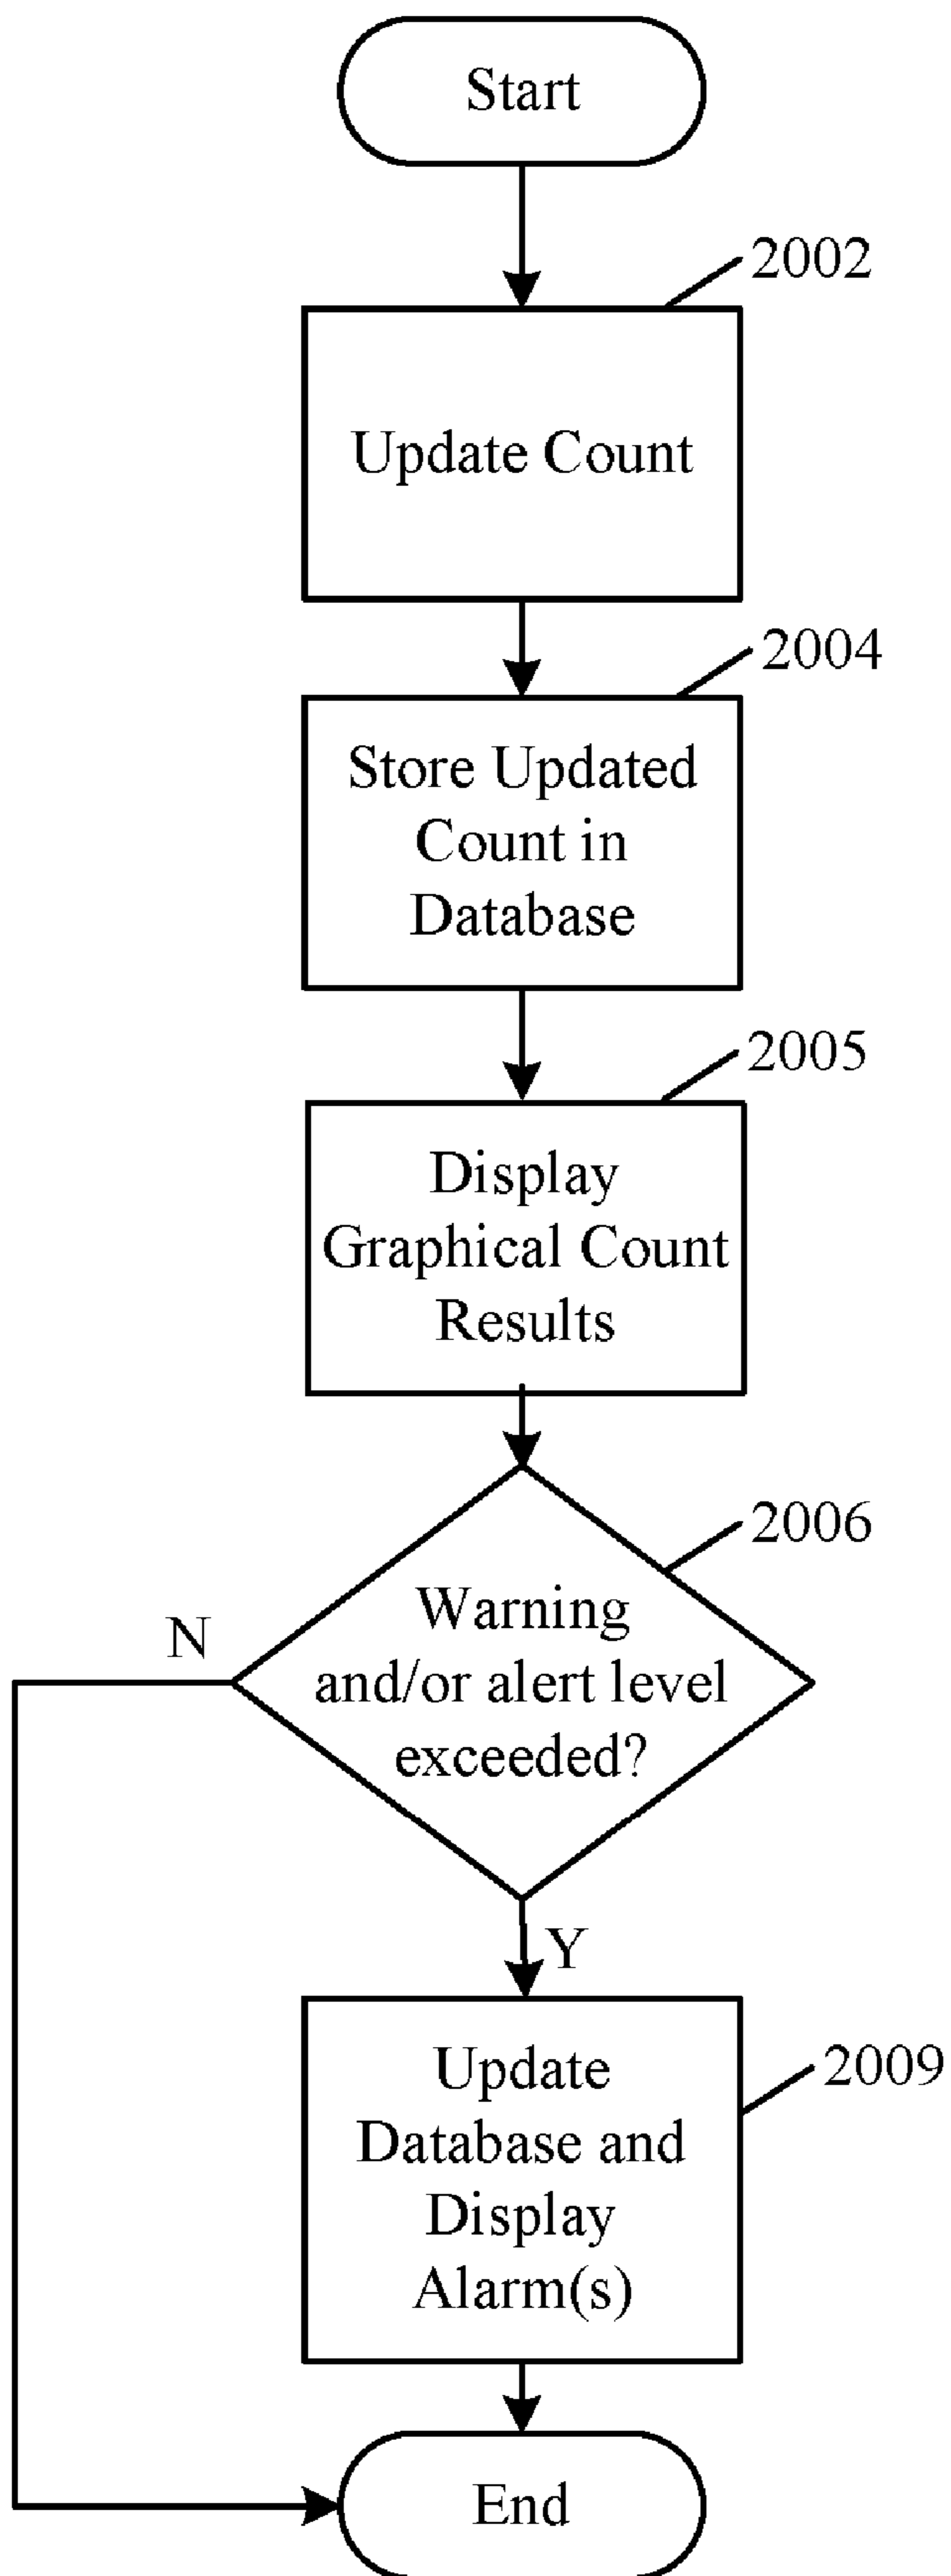 Start
2002
Update Count
2004
Store Updated
Count in
Database
2005
Display
Graphical Count
Results
2006
Warning
and/or alert level
exceeded?
N
Y
2009
Update
Database and
Display
Alarm(s)
End